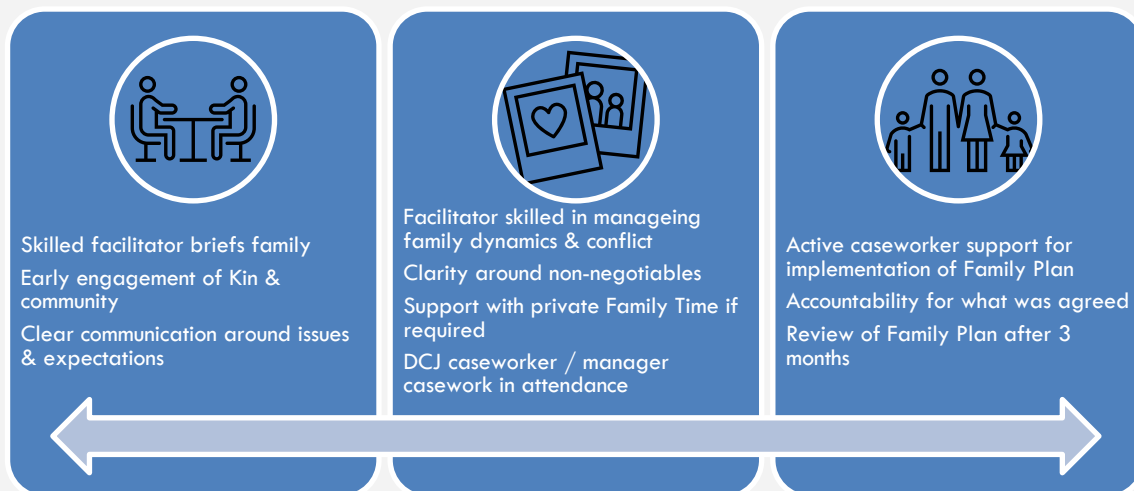 Skilled facilitator briefs family
Early engagement of Kin &
community
Clear communication around issues
& expectations
Facilitator skilled in manageing
family dynamics & conflict
Clarity around non-negotiables
Support with private Family Time if
required
DCJ caseworker / manager
casework in attendance
Active caseworker support for
implementation of Family Plan
Accountability for what was agreed
Review of Family Plan after 3
months